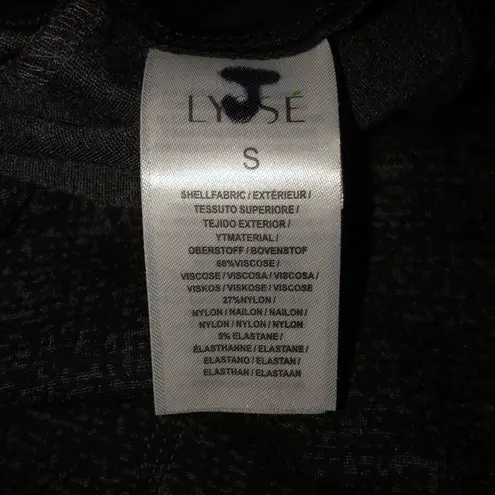 J
LYSSÉ
S
SHELLFABRIC / EXTÉRIEUR /
TESSUTO SUPERIORE /
TEJIDO EXTERIOR /
YTMATERIAL /
OBERSTOFF / BOVENSTOF
68%VISCOSE /
VISCOSE / VISCOSA / VISCOSA /
VISKOS / VISKOSE / VISCOSE
27%NYLON /
NYLON / NAILON / NAILON /
NYLON / NYLON / NYLON
5% ELASTANE /
ÉLASTHANNE / ELASTANE /
ELASTANO / ELASTAN /
ELASTHAN / ELASTAAN